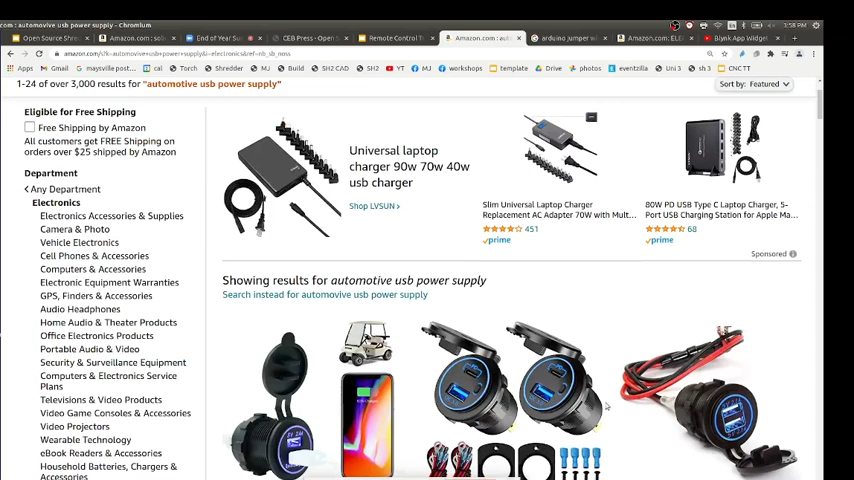 com : automovive usb power supply - Chromium
3:58 PM
Open Source Shre
Amazon.com : sol
End of Year Sun
CEB Press - Open S
Remote Control T
Amazon.com : aut
arduino jumper wi
Amazon.com: ELE
Blynk App Widget
amazon.com/s?k=automovive+usb+power+supply&i=electronics&ref=nb_sb_noss
Apps
Gmail
maysville post...
cal
Torch
Shredder
MJ
Build
SH2 CAD
SH2
YT
MJ
workshops
template
Drive
photos
eventzilla
Uni 3
sh 3
CNC TT
1-24 of over 3,000 results for "automotive usb power supply"
Sort by: Featured
Eligible for Free Shipping
Free Shipping by Amazon
All customers get FREE Shipping on
orders over $25 shipped by Amazon
Department
Any Department
Electronics
Electronics Accessories & Supplies
Camera & Photo
Vehicle Electronics
Cell Phones & Accessories
Computers & Accessories
Electronic Equipment Warranties
GPS, Finders & Accessories
Audio Headphones
Home Audio & Theater Products
Office Electronics Products
Portable Audio & Video
Security & Surveillance Equipment
Computers & Electronics Service
Plans
Televisions & Video Products
Video Game Consoles & Accessories
Video Projectors
Wearable Technology
eBook Readers & Accessories
Household Batteries, Chargers &
Accessories
Universal laptop
charger 90w 70w 40w
usb charger
Shop LVSUN
Slim Universal Laptop Charger
Replacement AC Adapter 70W with Mult...
451
prime
80W PD USB Type C Laptop Charger, 5-
Port USB Charging Station for Apple Ma...
68
prime
Sponsored
Showing results for automotive usb power supply
Search instead for automovive usb power supply